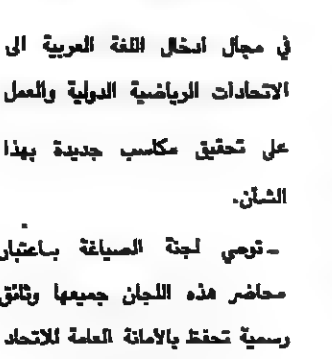 في مجال ادخال اللغة العربية الى
الاتحادات الرياضية الدولية والعمل
على تحقيق مكاسب جديدة بهذا
الشأن.
ـ توصي لجنة الصياغة باعتبار
محاضر هذه اللجان جميعها وثائق
رسمية تحفظ بالأمانة العامة للاتحاد